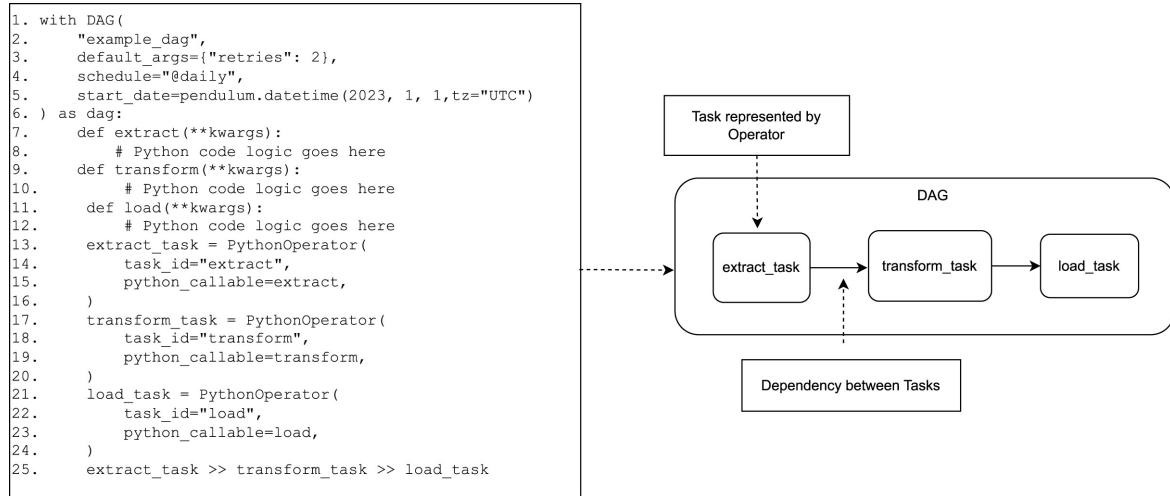 1. with DAG(
2.     "example_dag",
3.     default_args={"retries": 2},
4.     schedule="@daily",
5.     start_date=pendulum.datetime(2023, 1, 1,tz="UTC")
6. ) as dag:
7.     def extract(**kwargs):
8.         # Python code logic goes here
9.     def transform(**kwargs):
10.         # Python code logic goes here
11.     def load(**kwargs):
12.         # Python code logic goes here
13.     extract_task = PythonOperator(
14.         task_id="extract",
15.         python_callable=extract,
16.     )
17.     transform_task = PythonOperator(
18.         task_id="transform",
19.         python_callable=transform,
20.     )
21.     load_task = PythonOperator(
22.         task_id="load",
23.         python_callable=load,
24.     )
25.     extract_task >> transform_task >> load_task
Task represented by
Operator
DAG
extract_task
transform_task
load_task
Dependency between Tasks